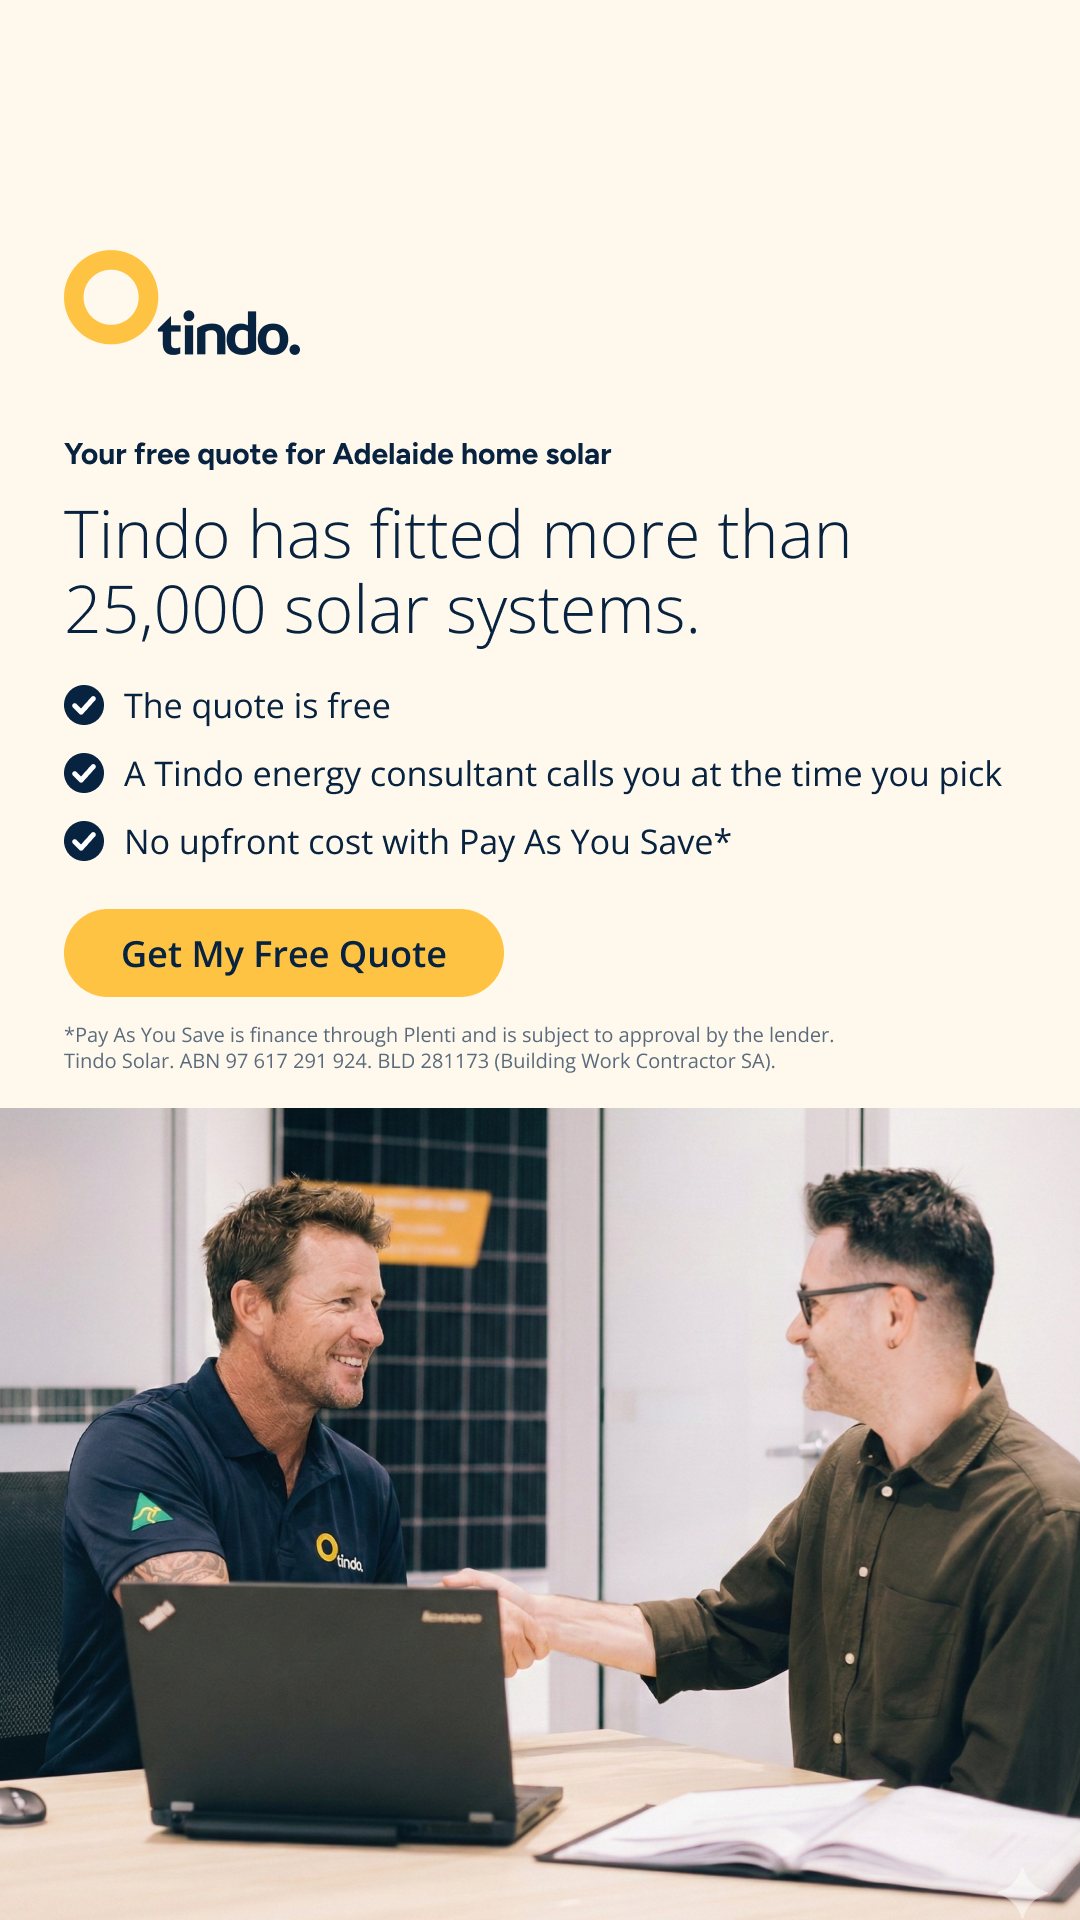 tindo.
Your free quote for Adelaide home solar
Tindo has fitted more than
25,000 solar systems.
The quote is free
A Tindo energy consultant calls you at the time you pick
No upfront cost with Pay As You Save*
Get My Free Quote
*Pay As You Save is finance through Plenti and is subject to approval by the lender.
Tindo Solar. ABN 97 617 291 924. BLD 281173 (Building Work Contractor SA).
tindo.
lenovo